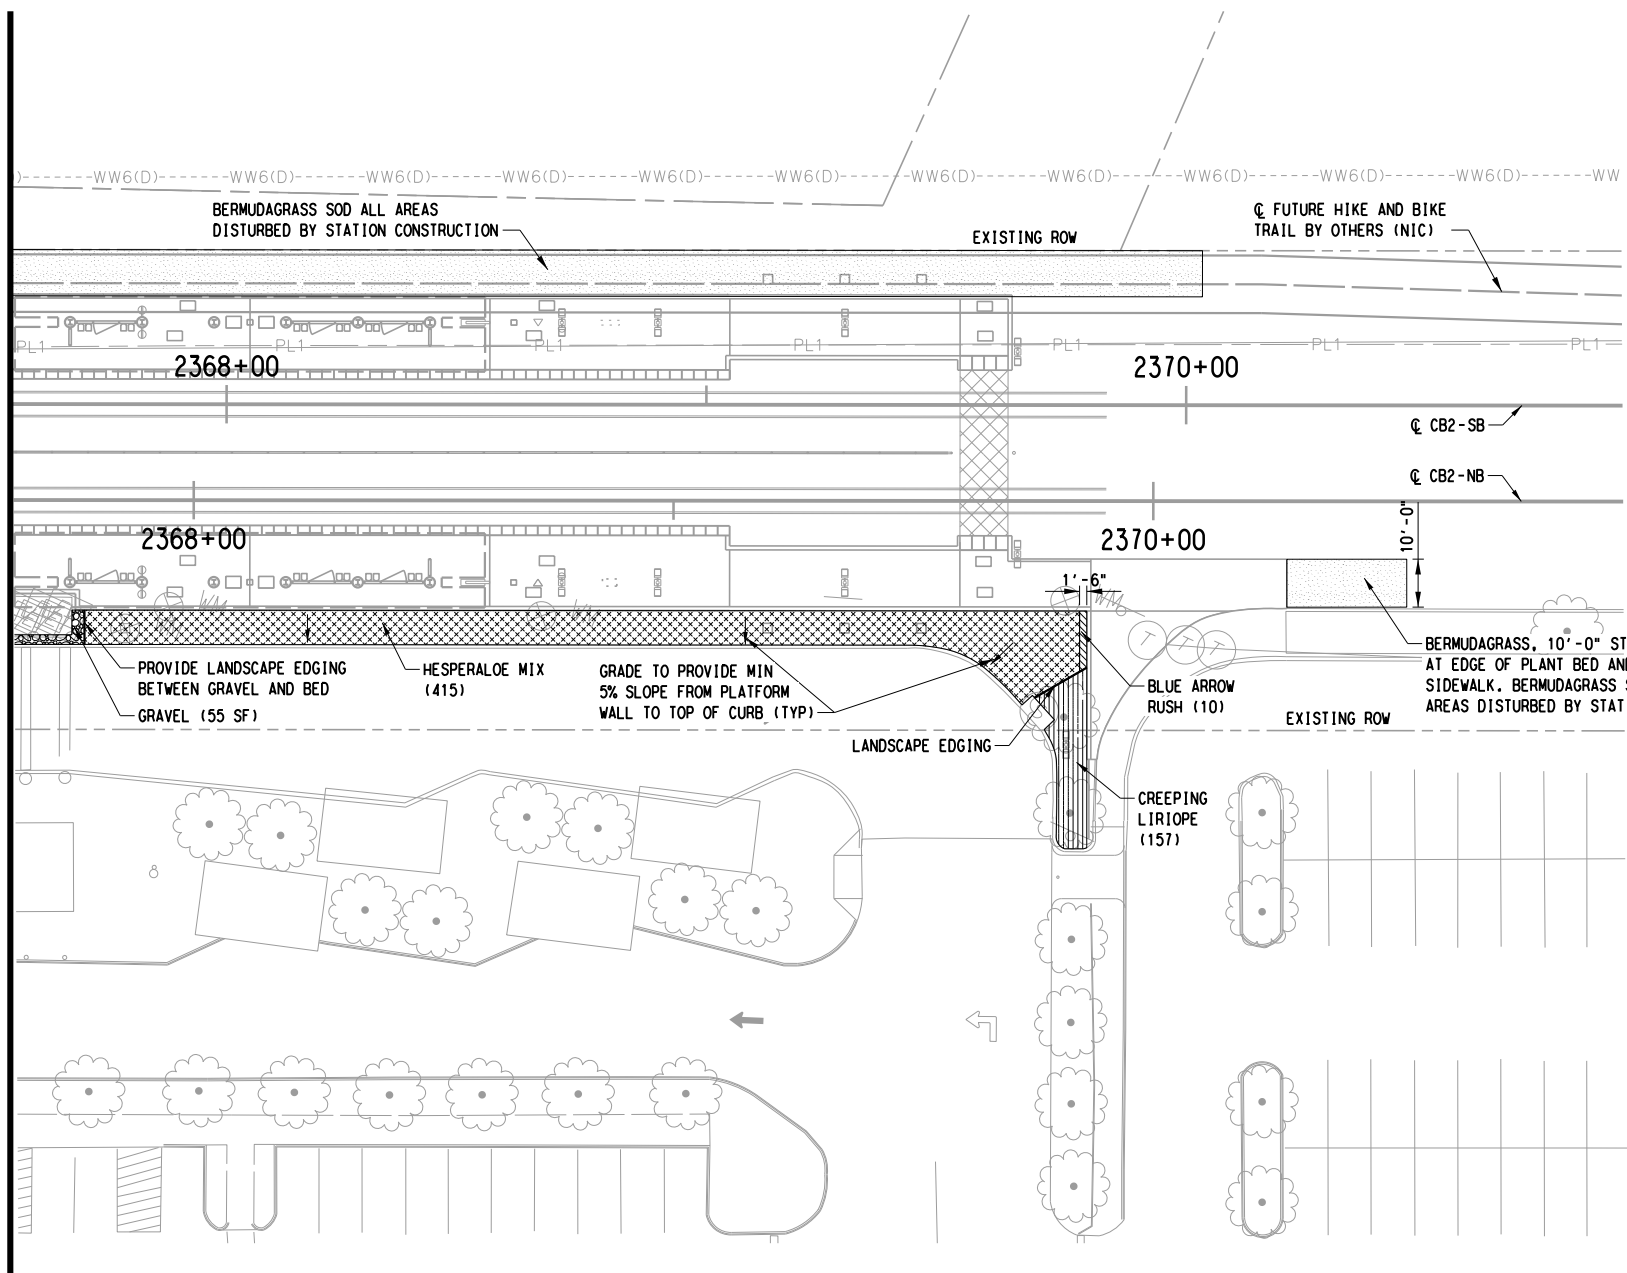 )
WW6(D)
WW6(D)
WW6(D)
WW6(D)
WW6(D)
WW6(D)
WW6(D)
WW6(D)
WW6(D)
WW6(D)
WW6(D)
WW
BERMUDAGRASS SOD ALL AREAS
DISTURBED BY STATION CONSTRUCTION
EXISTING ROW
℄ FUTURE HIKE AND BIKE
TRAIL BY OTHERS (NIC)
PL1
PL1
PL1
PL1
PL1
PL1
PL1
2368+00
2370+00
℄ CB2-SB
℄ CB2-NB
10'-0"
2368+00
2370+00
1'-6"
T
T
T
PROVIDE LANDSCAPE EDGING
BETWEEN GRAVEL AND BED
GRAVEL (55 SF)
HESPERALOE MIX
(415)
GRADE TO PROVIDE MIN
5% SLOPE FROM PLATFORM
WALL TO TOP OF CURB (TYP)
LANDSCAPE EDGING
BLUE ARROW
RUSH (10)
BERMUDAGRASS, 10'-0" ST
AT EDGE OF PLANT BED AN
SIDEWALK. BERMUDAGRASS
AREAS DISTURBED BY STAT
EXISTING ROW
CREEPING
LIRIOPE
(157)